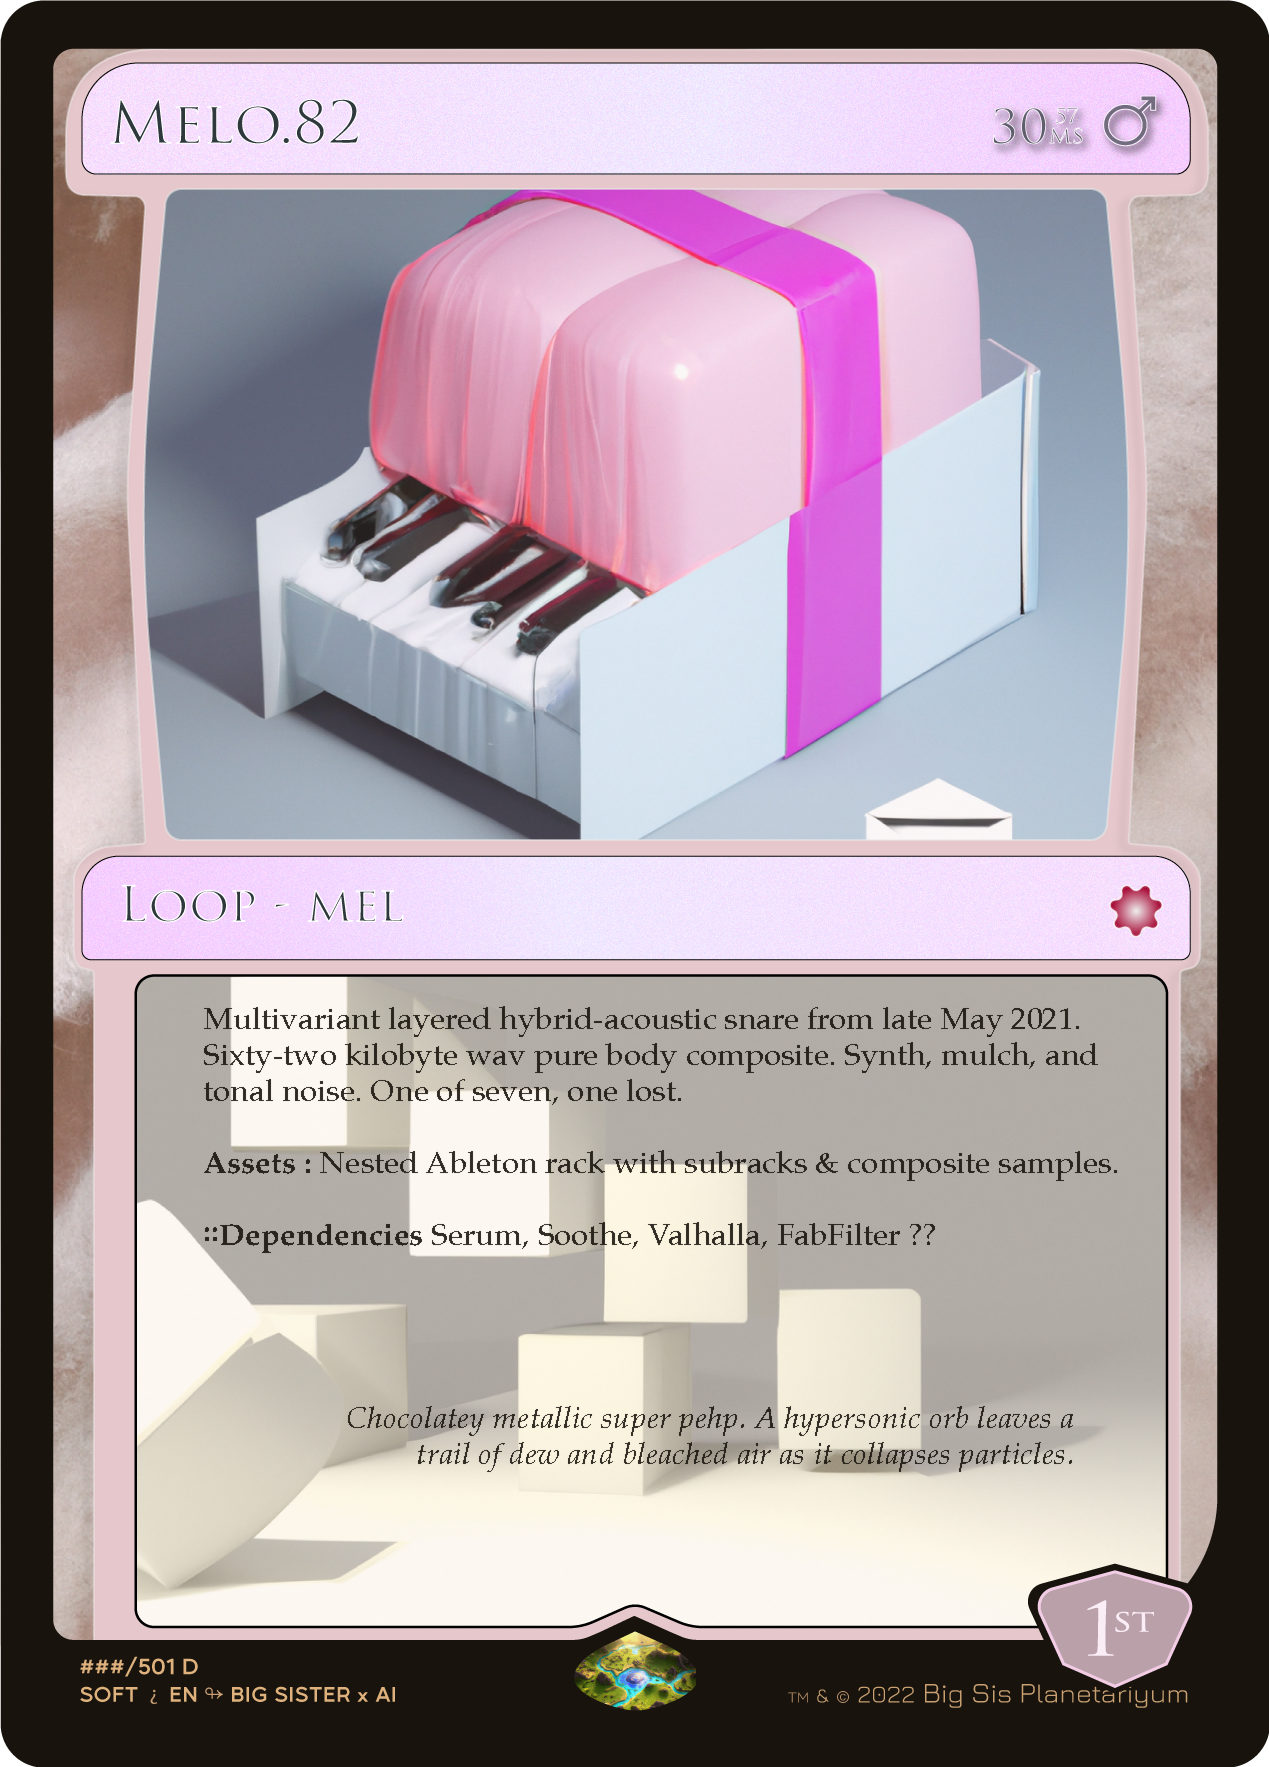 Melo.82
30 57 MS ♂
Loop - mel
Multivariant layered hybrid-acoustic snare from late May 2021.
Sixty-two kilobyte wav pure body composite. Synth, mulch, and
tonal noise. One of seven, one lost.
Assets : Nested Ableton rack with subracks & composite samples.
::Dependencies Serum, Soothe, Valhalla, FabFilter ??
Chocolatey metallic super pehp. A hypersonic orb leaves a
trail of dew and bleached air as it collapses particles.
1ST
###/501 D
SOFT ¿ EN ↬ BIG SISTER x AI
TM & © 2022 Big Sis Planetariyum